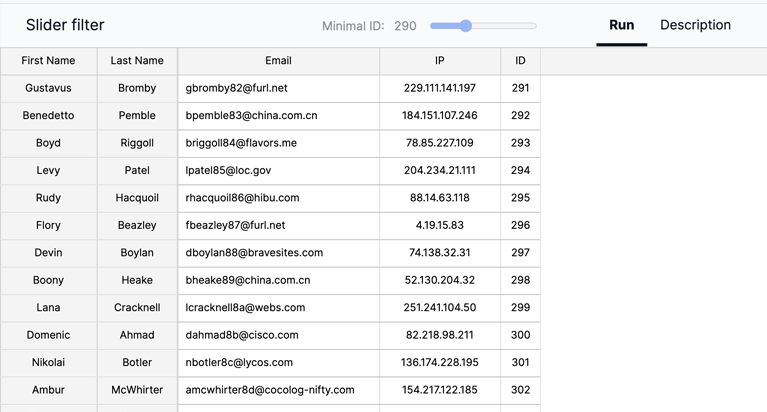 Slider filter Minimal ID: 290 Run Description
First Name Last Name Email IP ID
Gustavus Bromby gbromby82@furl.net 229.111.141.197 291
Benedetto Pemble bpemble83@china.com.cn 184.151.107.246 292
Boyd Riggoll briggoll84@flavors.me 78.85.227.109 293
Levy Patel lpatel85@loc.gov 204.234.21.111 294
Rudy Hacquoil rhacquoil86@hibu.com 88.14.63.118 295
Flory Beazley fbeazley87@furl.net 4.19.15.83 296
Devin Boylan dboylan88@bravesites.com 74.138.32.31 297
Boony Heake bheake89@china.com.cn 52.130.204.32 298
Lana Cracknell lcracknell8a@webs.com 251.241.104.50 299
Domenic Ahmad dahmad8b@cisco.com 82.218.98.211 300
Nikolai Botler nbotler8c@lycos.com 136.174.228.195 301
Ambur McWhirter amcwhirter8d@cocolog-nifty.com 154.217.122.185 302